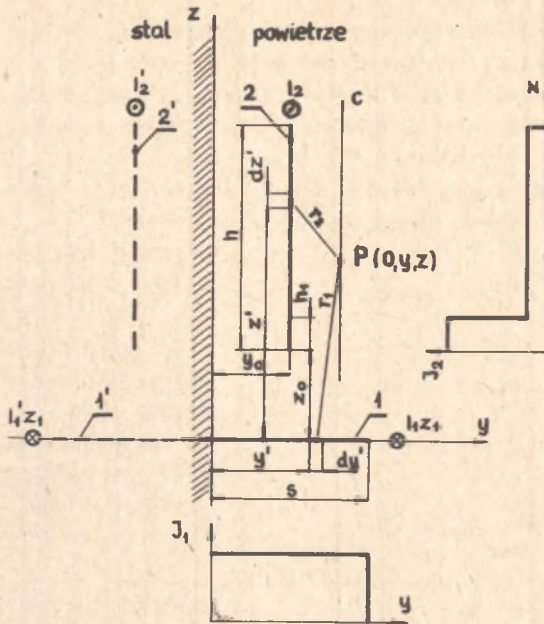 stal z powietrze
I₂' I₂ c
2' 2
dz'
r₂
h P(0,y,z)
h₁ r₁
z'
y₀ z₀ J₂
I₁'z₁ 1' 1 I₁z₁ y
y' dy'
s
J₁
y